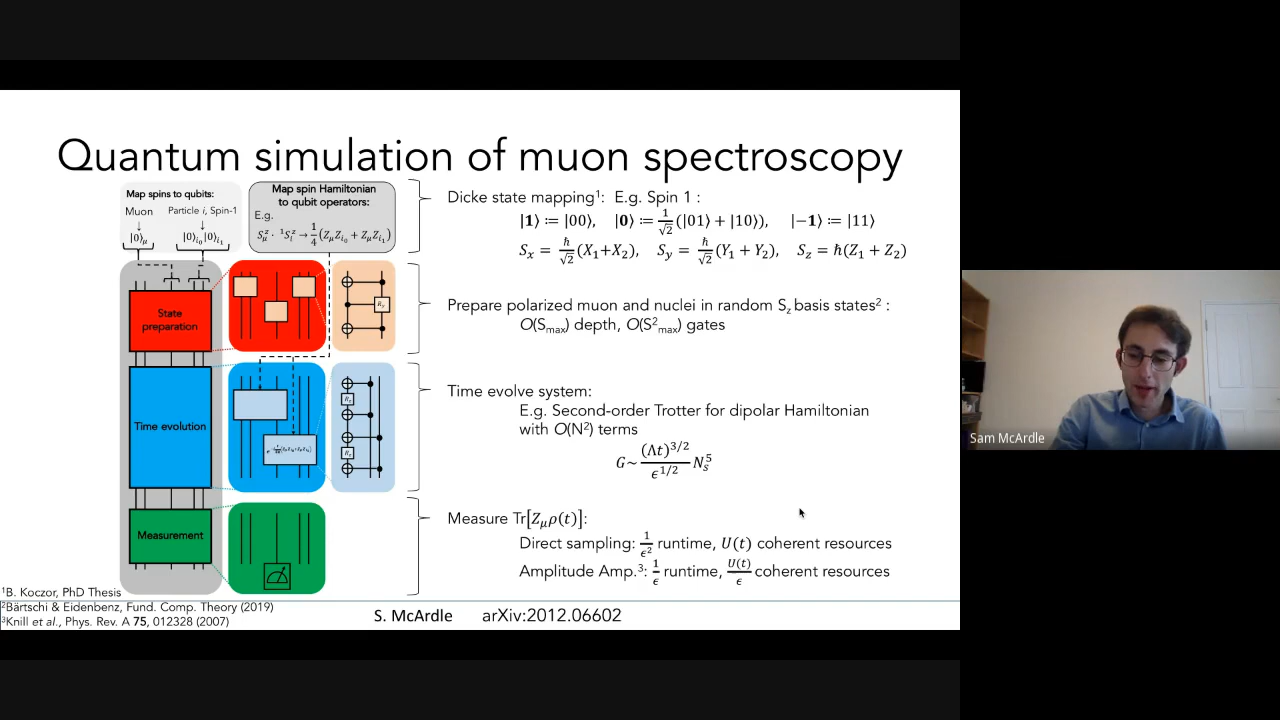 Quantum simulation of muon spectroscopy
Map spins to qubits:
Muon
Particle i, Spin-1
↓ ↓
|0⟩μ |0⟩i₀|0⟩i₁
Map spin Hamiltonian
to qubit operators:
E.g.
Sμᶻ · ¹Sᵢᶻ → 1/4 (ZμZi₀ + ZμZi₁)
State
preparation
Time evolution
Measurement
Dicke state mapping¹: E.g. Spin 1 :
|1⟩ ≔ |00⟩, |0⟩ ≔ 1/√2 (|01⟩ + |10⟩), |−1⟩ ≔ |11⟩
Sx = ℏ/√2 (X₁+X₂), Sy = ℏ/√2 (Y₁ + Y₂), Sz = ℏ(Z₁ + Z₂)
Prepare polarized muon and nuclei in random Sz basis states² :
O(Smax) depth, O(S²max) gates
Time evolve system:
E.g. Second-order Trotter for dipolar Hamiltonian
with O(N²) terms
G~ (Λt)^3/2 / ϵ^1/2 Ns⁵
Measure Tr[Zμρ(t)]:
Direct sampling: 1/ϵ² runtime, U(t) coherent resources
Amplitude Amp.³: 1/ϵ runtime, U(t)/ϵ coherent resources
¹B. Koczor, PhD Thesis
²Bärtschi & Eidenbenz, Fund. Comp. Theory (2019)
³Knill et al., Phys. Rev. A 75, 012328 (2007)
S. McArdle arXiv:2012.06602
Sam McArdle